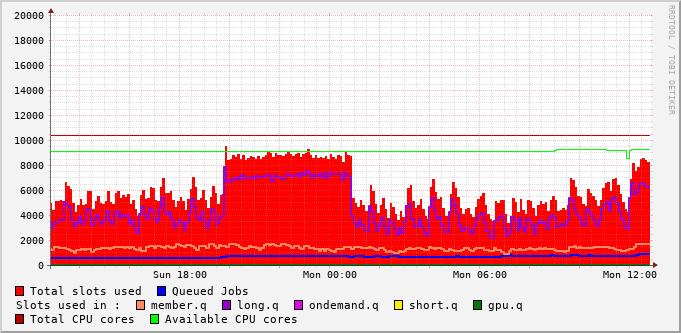 20000
18000
16000
14000
12000
10000
8000
6000
4000
2000
0
Sun 18:00 Mon 00:00 Mon 06:00 Mon 12:00
RRDTOOL / TOBI OETIKER
Total slots used Queued Jobs
Slots used in : member.q long.q ondemand.q short.q gpu.q
Total CPU cores Available CPU cores